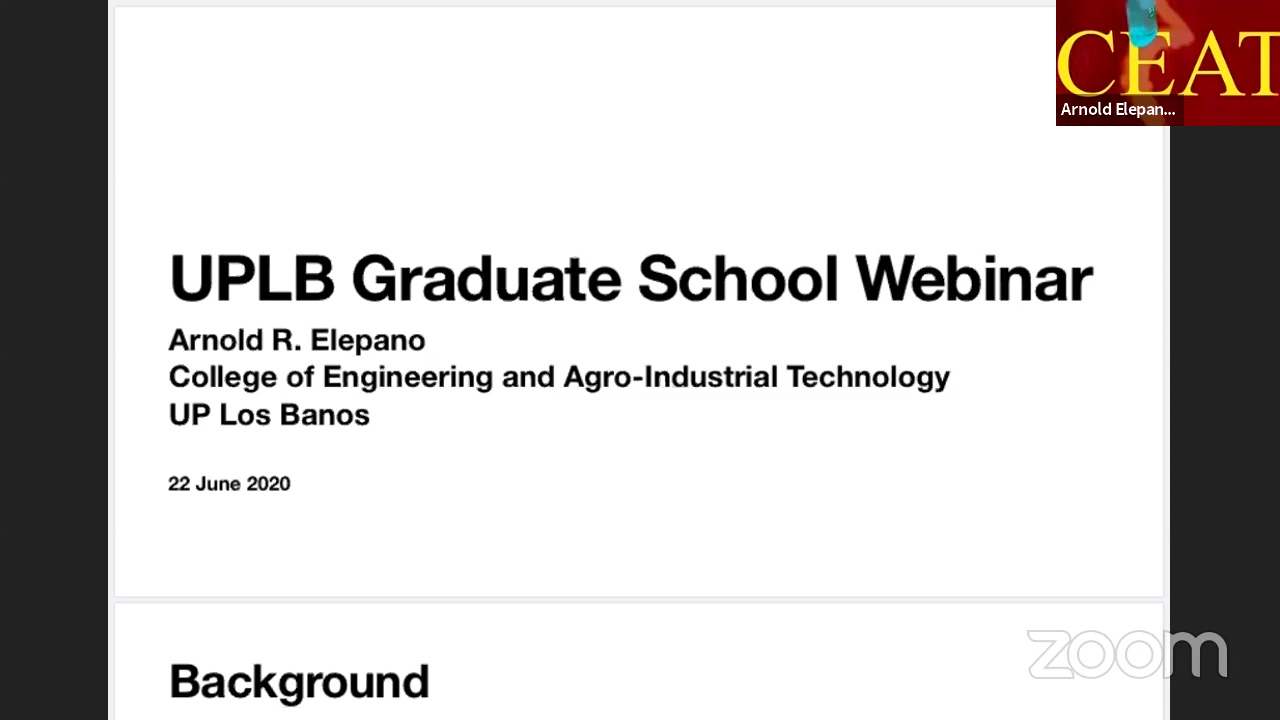 CEAT
Arnold Elepan...
UPLB Graduate School Webinar
Arnold R. Elepano
College of Engineering and Agro-Industrial Technology
UP Los Banos
22 June 2020
Background
zoom